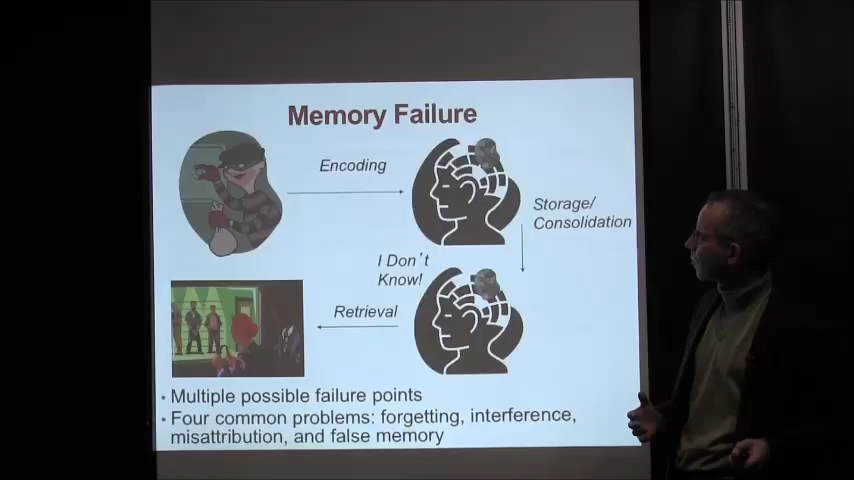 Memory Failure
Encoding
Storage/
Consolidation
I Don't
Know!
Retrieval
• Multiple possible failure points
• Four common problems: forgetting, interference,
misattribution, and false memory